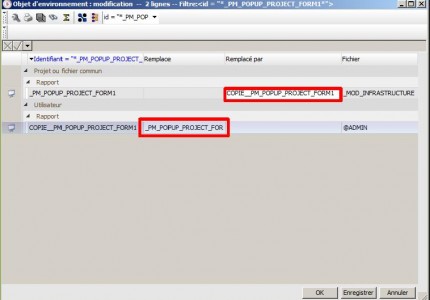 Objet d'environnement : modification -- 2 lignes -- Filtre:<id = "*_PM_POPUP_PROJECT_FORM1*">
id = "*_PM_POP
Identifiant = "*_PM_POPUP_PROJECT_ Remplace Remplacé par Fichier
Projet ou fichier commun
Rapport
_PM_POPUP_PROJECT_FORM1 COPIE__PM_POPUP_PROJECT_FORM1 _MOD_INFRASTRUCTURE
Utilisateur
Rapport
COPIE__PM_POPUP_PROJECT_FORM1 _PM_POPUP_PROJECT_FOR @ADMIN
OK Enregistrer Annuler